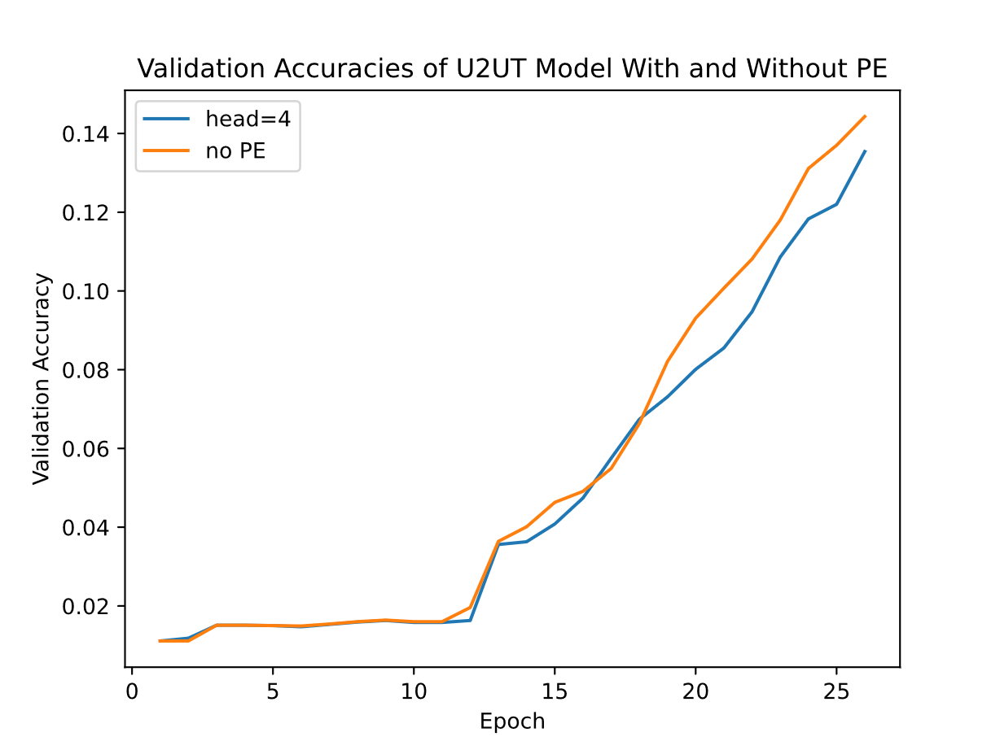 Validation Accuracies of U2UT Model With and Without PE
head=4
no PE
0.14
0.12
0.10
0.08
0.06
0.04
0.02
Validation Accuracy
0 5 10 15 20 25
Epoch